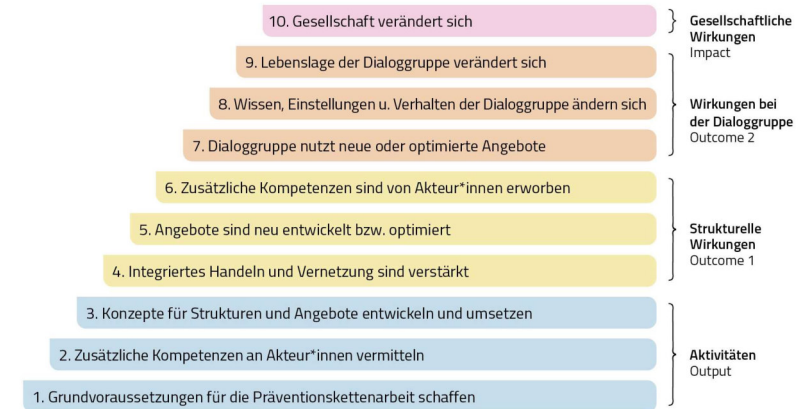 10. Gesellschaft verändert sich
Gesellschaftliche
Wirkungen
Impact
9. Lebenslage der Dialoggruppe verändert sich
8. Wissen, Einstellungen u. Verhalten der Dialoggruppe ändern sich
7. Dialoggruppe nutzt neue oder optimierte Angebote
Wirkungen bei
der Dialoggruppe
Outcome 2
6. Zusätzliche Kompetenzen sind von Akteur*innen erworben
5. Angebote sind neu entwickelt bzw. optimiert
4. Integriertes Handeln und Vernetzung sind verstärkt
Strukturelle
Wirkungen
Outcome 1
3. Konzepte für Strukturen und Angebote entwickeln und umsetzen
2. Zusätzliche Kompetenzen an Akteur*innen vermitteln
1. Grundvoraussetzungen für die Präventionskettenarbeit schaffen
Aktivitäten
Output